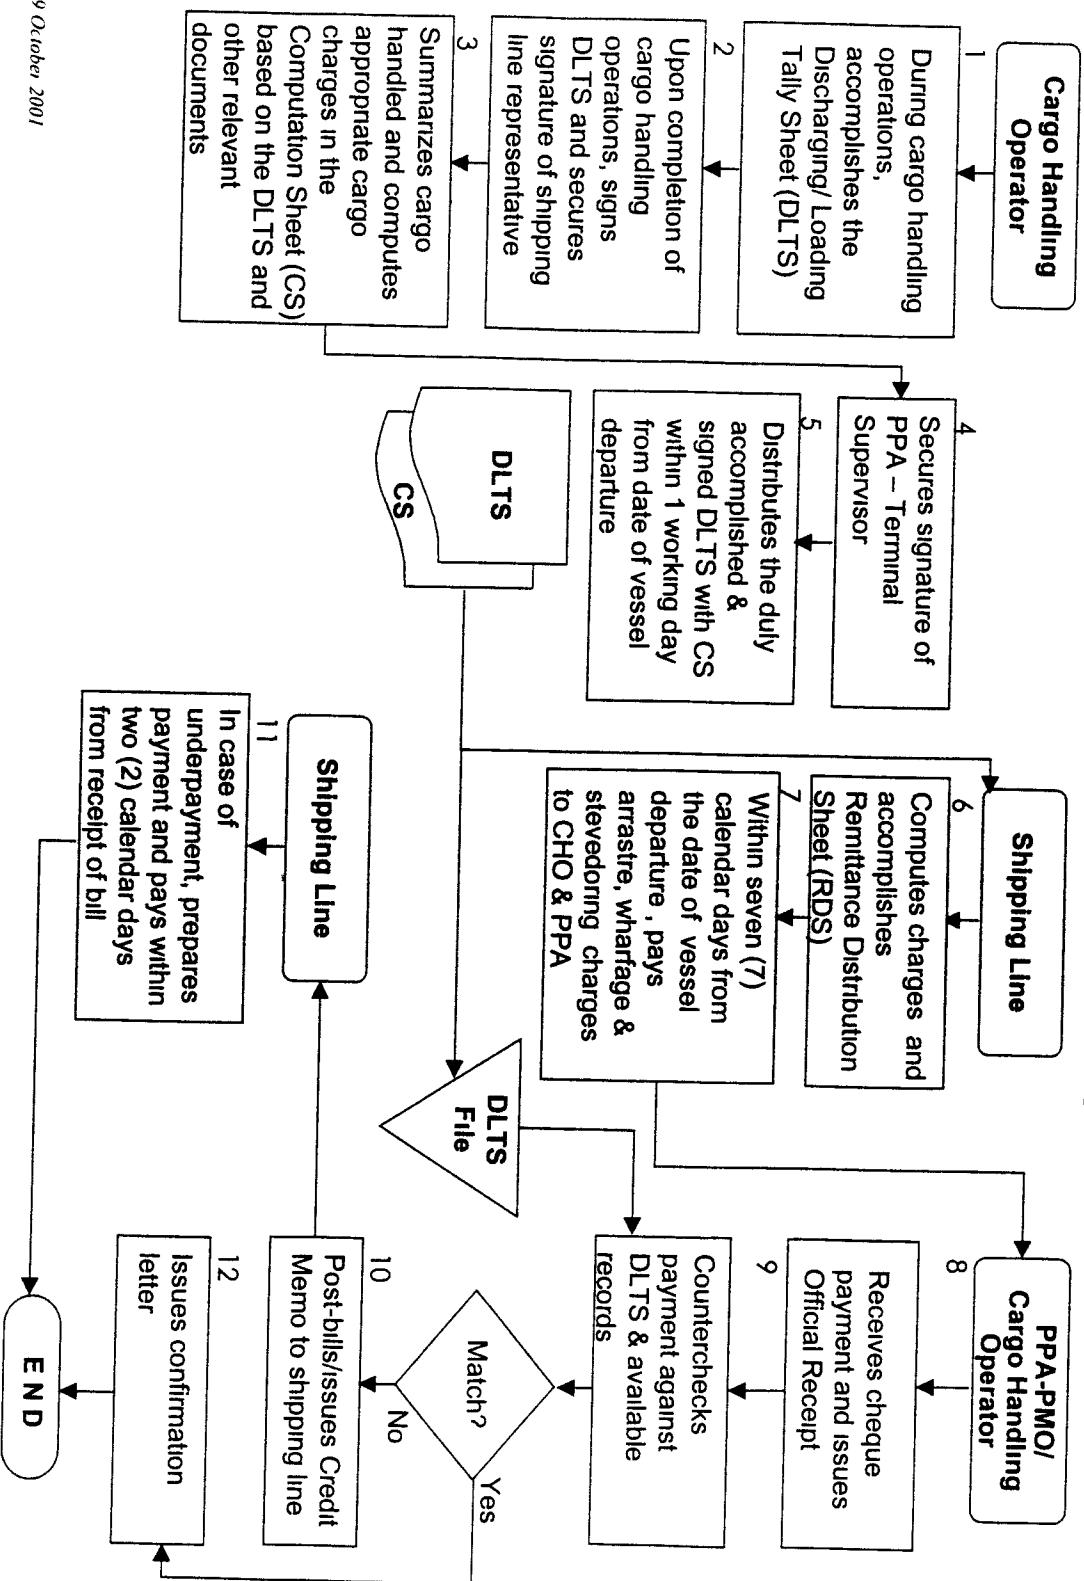 Cargo Handling
Operator
1
During cargo handling
operations,
accomplishes the
Discharging/ Loading
Tally Sheet (DLTS)
2
Upon completion of
cargo handling
operations, signs
DLTS and secures
signature of shipping
line representative
3
Summarizes cargo
handled and computes
appropriate cargo
charges in the
Computation Sheet (CS)
based on the DLTS and
other relevant
documents
4
Secures signature of
PPA – Terminal
Supervisor
5
Distributes the duly
accomplished &
signed DLTS with CS
within 1 working day
from date of vessel
departure
DLTS
CS
Shipping Line
6
Computes charges and
accomplishes
Remittance Distribution
Sheet (RDS)
7
Within seven (7)
calendar days from
the date of vessel
departure , pays
arrastre, wharfage &
stevedoring charges
to CHO & PPA
DLTS
File
Shipping Line
11
In case of
underpayment, prepares
payment and pays within
two (2) calendar days
from receipt of bill
PPA-PMO/
Cargo Handling
Operator
8
Receives cheque
payment and issues
Official Receipt
9
Counterchecks
payment against
DLTS & available
records
Match?
Yes
No
10
Post-bills/issues Credit
Memo to shipping line
12
Issues confirmation
letter
E N D
9 October 2001